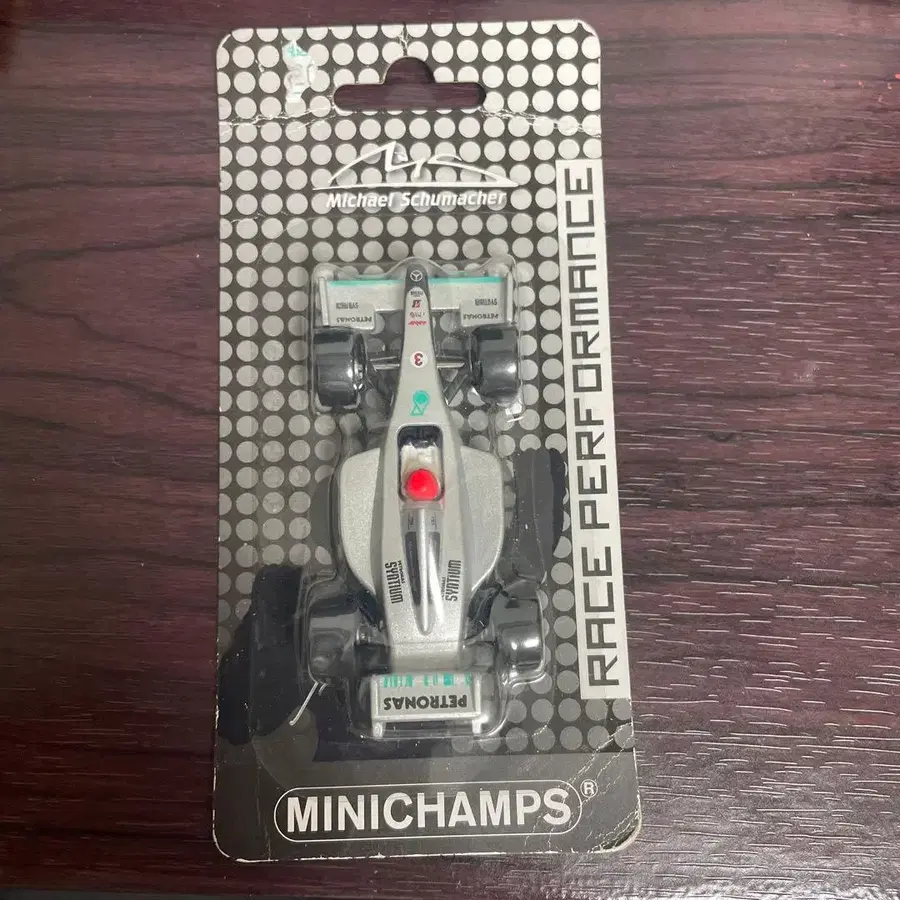 Michael Schumacher
RACE PERFORMANCE
PETRONAS
PETRONAS
3
SYNTIUM
SYNTIUM
PETRONAS
MINICHAMPS®